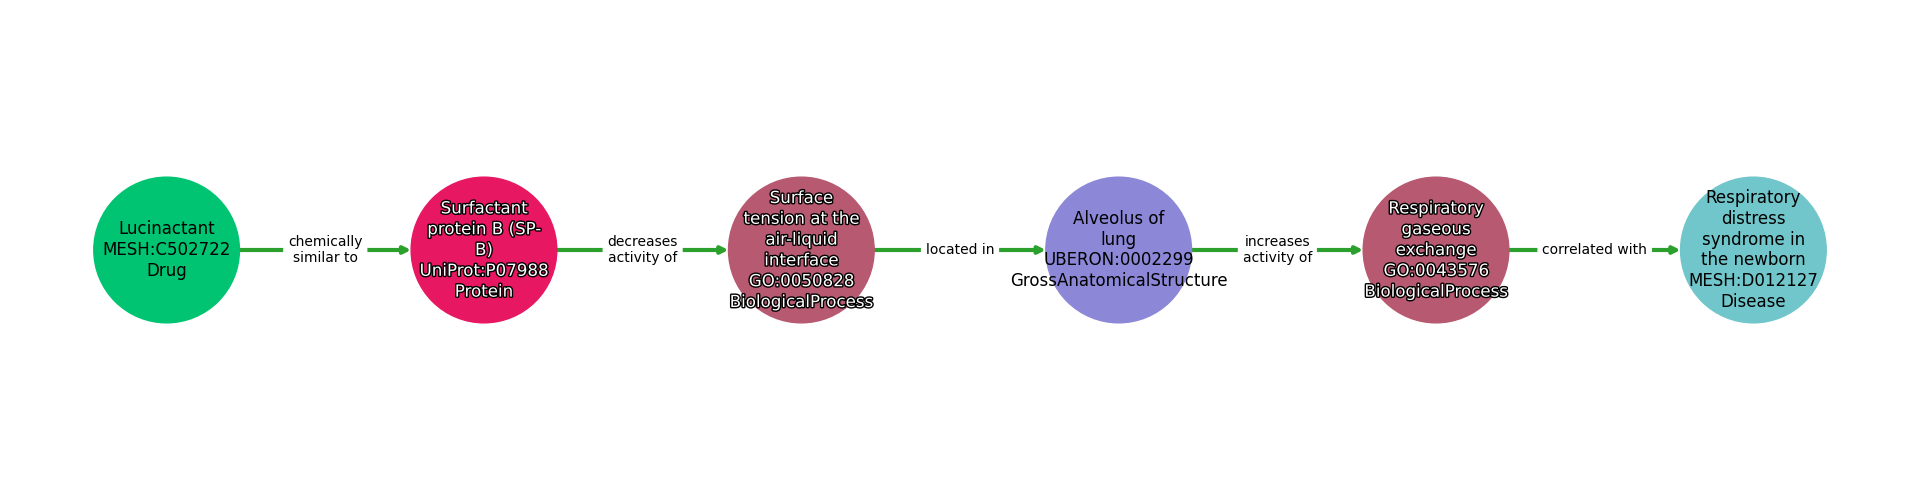 Lucinactant
MESH:C502722
Drug
chemically
similar to
Surfactant
protein B (SP-
B)
UniProt:P07988
Protein
decreases
activity of
Surface
tension at the
air-liquid
interface
GO:0050828
BiologicalProcess
located in
Alveolus of
lung
UBERON:0002299
GrossAnatomicalStructure
increases
activity of
Respiratory
gaseous
exchange
GO:0043576
BiologicalProcess
correlated with
Respiratory
distress
syndrome in
the newborn
MESH:D012127
Disease